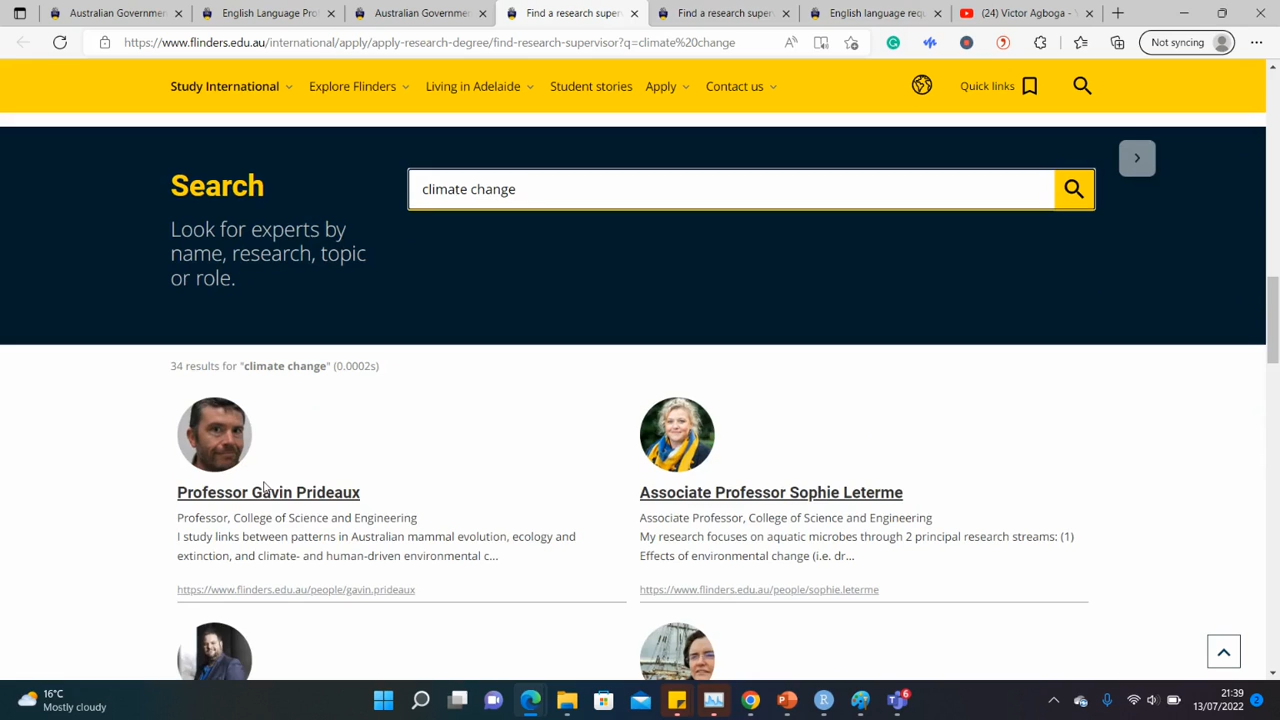 Australian Governmen
English Language Pro
Australian Governmen
Find a research superv
Find a research superv
English language requ
(24) Victor Agboga - Y
https://www.flinders.edu.au/international/apply/apply-research-degree/find-research-supervisor?q=climate%20change
Not syncing
Study International
Explore Flinders
Living in Adelaide
Student stories
Apply
Contact us
Quick links
Search
climate change
Look for experts by
name, research, topic
or role.
34 results for "climate change" (0.0002s)
Professor Gavin Prideaux
Professor, College of Science and Engineering
I study links between patterns in Australian mammal evolution, ecology and
extinction, and climate- and human-driven environmental c...
https://www.flinders.edu.au/people/gavin.prideaux
Associate Professor Sophie Leterme
Associate Professor, College of Science and Engineering
My research focuses on aquatic microbes through 2 principal research streams: (1)
Effects of environmental change (i.e. dr...
https://www.flinders.edu.au/people/sophie.leterme
16°C
Mostly cloudy
6
21:39
13/07/2022